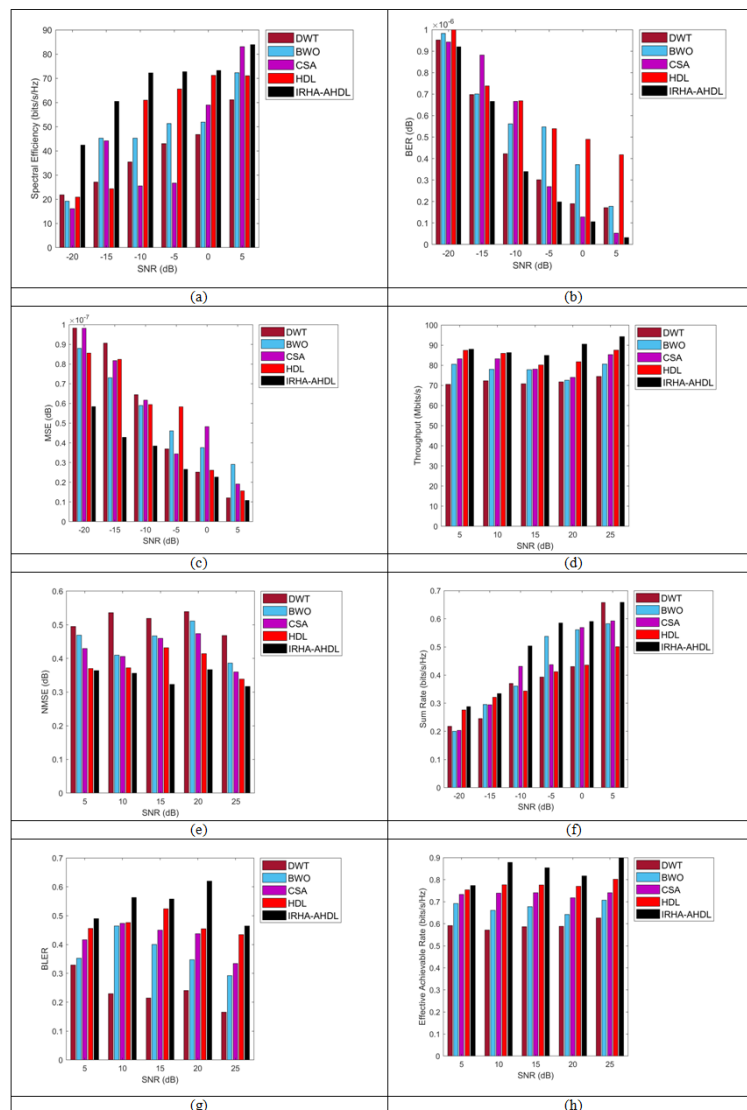 90
80
70
60
50
40
30
20
10
0
Spectral Efficiency (bits/s/Hz)
-20 -15 -10 -5 0 5
SNR (dB)
DWT
BWO
CSA
HDL
IRHA-AHDL
(a)
×10⁻⁶
1
0.9
0.8
0.7
0.6
0.5
0.4
0.3
0.2
0.1
0
BER (dB)
-20 -15 -10 -5 0 5
SNR (dB)
DWT
BWO
CSA
HDL
IRHA-AHDL
(b)
×10⁻⁷
1
0.9
0.8
0.7
0.6
0.5
0.4
0.3
0.2
0.1
0
MSE (dB)
-20 -15 -10 -5 0 5
SNR (dB)
DWT
BWO
CSA
HDL
IRHA-AHDL
(c)
100
90
80
70
60
50
40
30
20
10
0
Throughput (Mbits/s)
5 10 15 20 25
SNR (dB)
DWT
BWO
CSA
HDL
IRHA-AHDL
(d)
0.6
0.5
0.4
0.3
0.2
0.1
0
NMSE (dB)
5 10 15 20 25
SNR (dB)
DWT
BWO
CSA
HDL
IRHA-AHDL
(e)
0.7
0.6
0.5
0.4
0.3
0.2
0.1
0
Sum Rate (bits/s/Hz)
-20 -15 -10 -5 0 5
SNR (dB)
DWT
BWO
CSA
HDL
IRHA-AHDL
(f)
0.7
0.6
0.5
0.4
0.3
0.2
0.1
0
BLER
5 10 15 20 25
SNR (dB)
DWT
BWO
CSA
HDL
IRHA-AHDL
(g)
0.9
0.8
0.7
0.6
0.5
0.4
0.3
0.2
0.1
0
Effective Achievable Rate (bits/s/Hz)
5 10 15 20 25
SNR (dB)
DWT
BWO
CSA
HDL
IRHA-AHDL
(h)